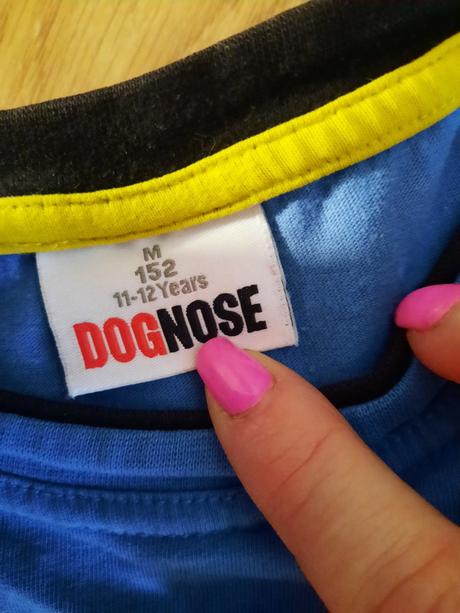 M
152
11-12 Years
DOGNOSE